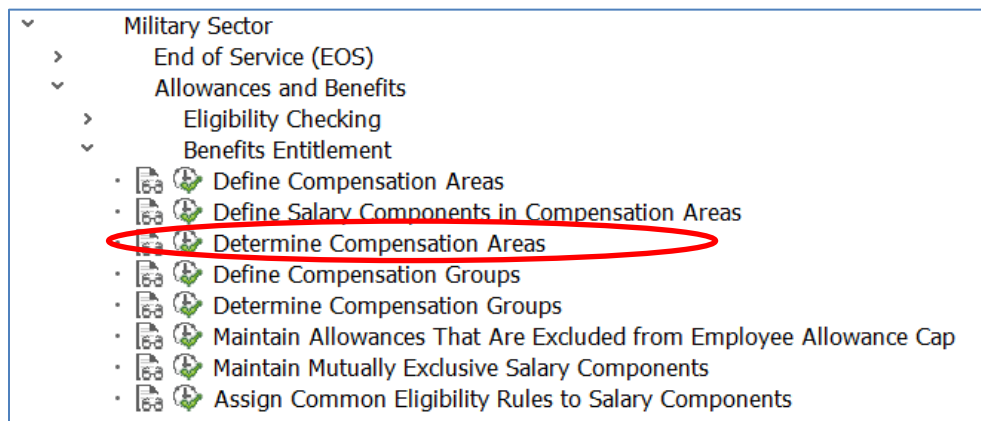 Military Sector
End of Service (EOS)
Allowances and Benefits
Eligibility Checking
Benefits Entitlement
Define Compensation Areas
Define Salary Components in Compensation Areas
Determine Compensation Areas
Define Compensation Groups
Determine Compensation Groups
Maintain Allowances That Are Excluded from Employee Allowance Cap
Maintain Mutually Exclusive Salary Components
Assign Common Eligibility Rules to Salary Components